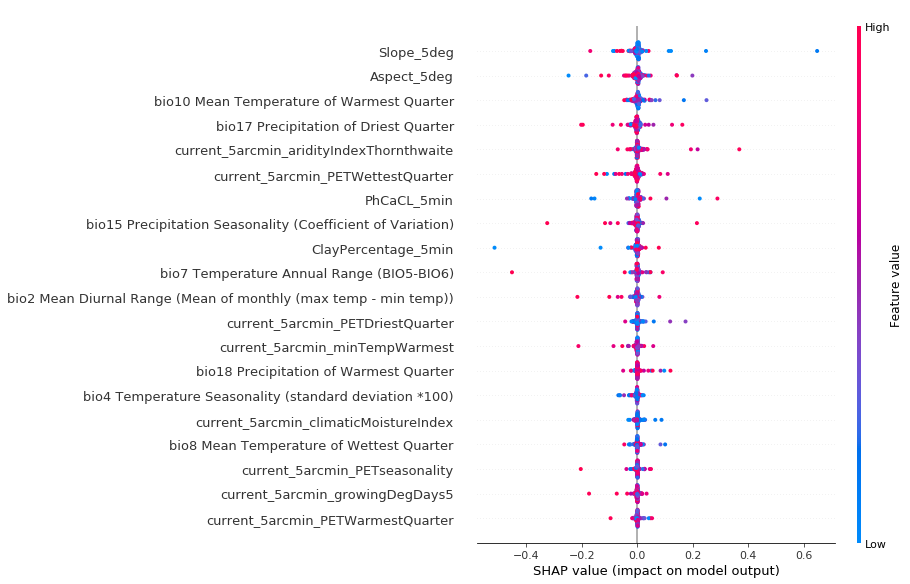 High
Slope_5deg
Aspect_5deg
bio10 Mean Temperature of Warmest Quarter
bio17 Precipitation of Driest Quarter
current_5arcmin_aridityIndexThornthwaite
current_5arcmin_PETWettestQuarter
PhCaCL_5min
bio15 Precipitation Seasonality (Coefficient of Variation)
ClayPercentage_5min
bio7 Temperature Annual Range (BIO5-BIO6)
bio2 Mean Diurnal Range (Mean of monthly (max temp - min temp))
current_5arcmin_PETDriestQuarter
current_5arcmin_minTempWarmest
bio18 Precipitation of Warmest Quarter
bio4 Temperature Seasonality (standard deviation *100)
current_5arcmin_climaticMoistureIndex
bio8 Mean Temperature of Wettest Quarter
current_5arcmin_PETseasonality
current_5arcmin_growingDegDays5
current_5arcmin_PETWarmestQuarter
Feature value
Low
−0.4 −0.2 0.0 0.2 0.4 0.6
SHAP value (impact on model output)